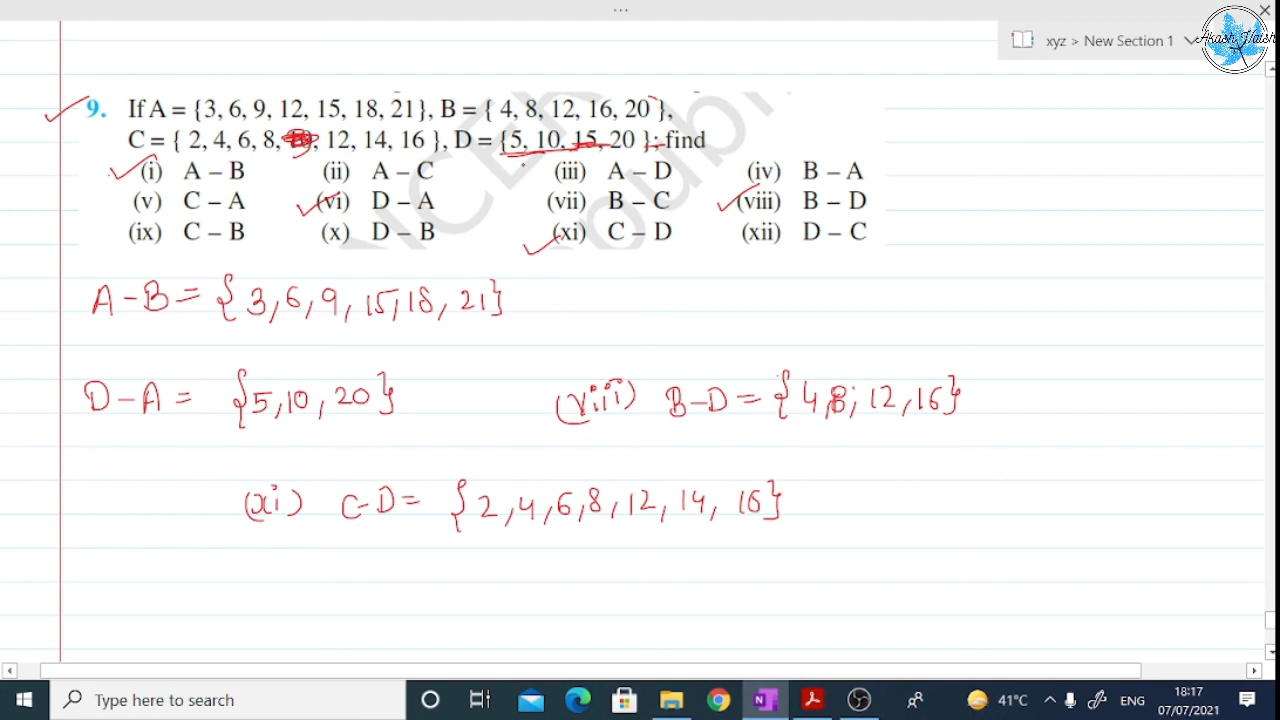 xyz > New Section 1
9. If A = {3, 6, 9, 12, 15, 18, 21}, B = { 4, 8, 12, 16, 20 },
C = { 2, 4, 6, 8, 12, 14, 16 }, D = {5, 10, 15, 20 }; find
(i) A – B (ii) A – C (iii) A – D (iv) B – A
(v) C – A (vi) D – A (vii) B – C (viii) B – D
(ix) C – B (x) D – B (xi) C – D (xii) D – C
A-B = {3, 6, 9, 15, 18, 21}
D-A = {5, 10, 20} (viii) B-D = {4, 8, 12, 16}
(xi) C-D = {2, 4, 6, 8, 12, 14, 16}
Type here to search
41°C ENG 18:17
07/07/2021